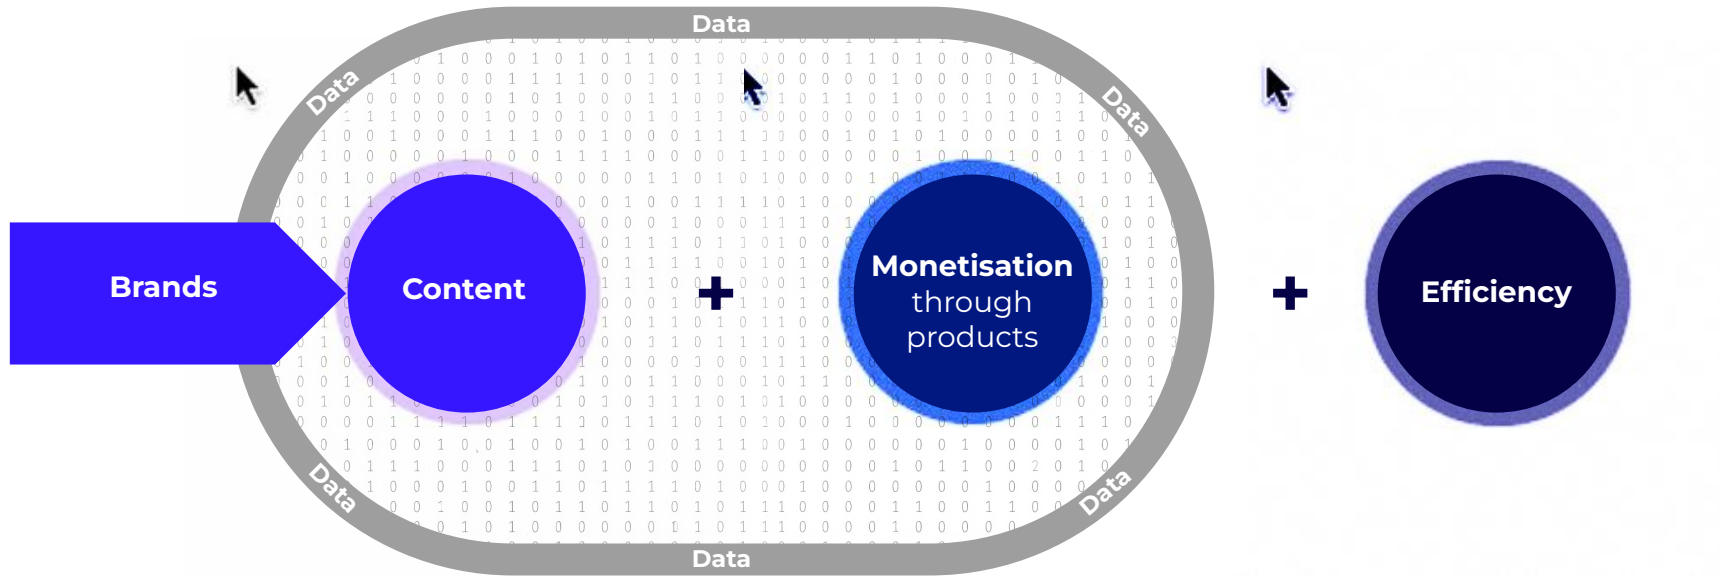 Data
Data
Data
Brands
Content
+
Monetisation
through
products
+
Efficiency
Data
Data
Data